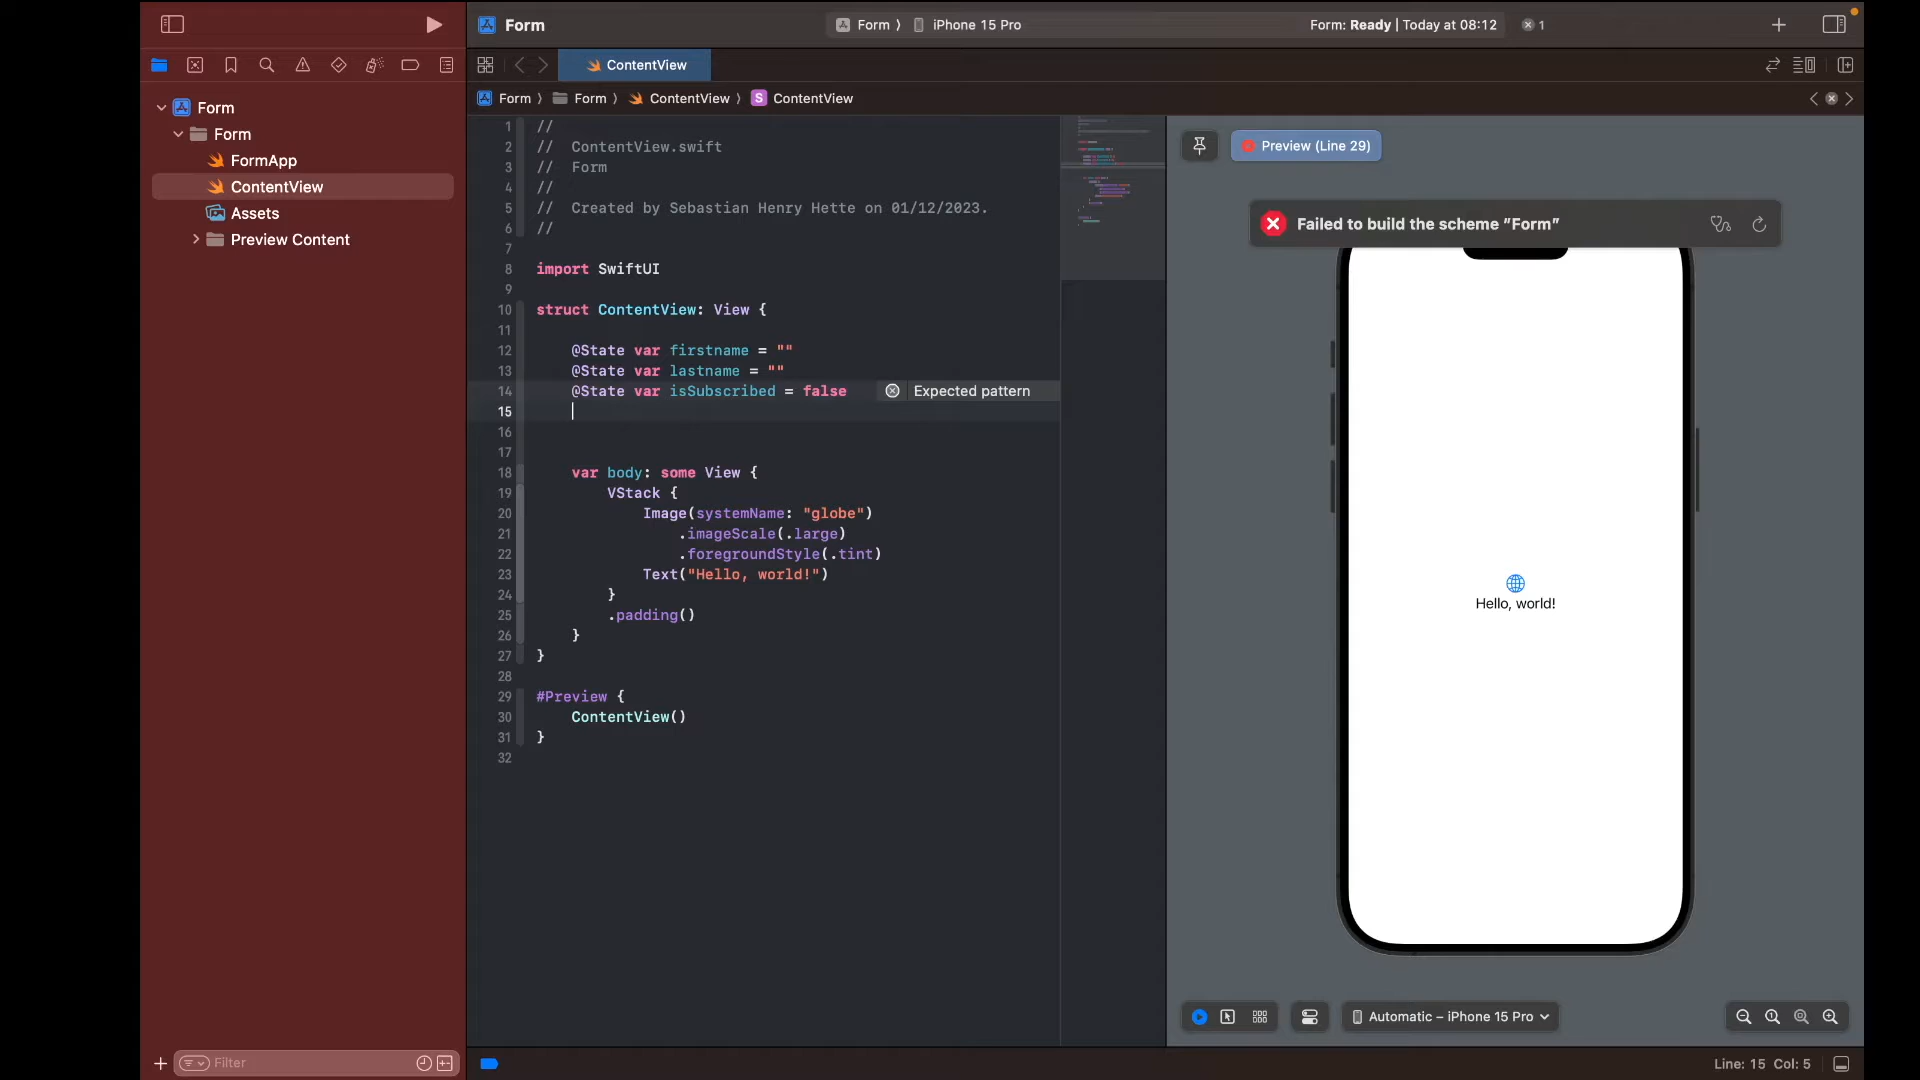 Form
Form 〉 iPhone 15 Pro
Form: Ready | Today at 08:12
1
ContentView
Form 〉 Form 〉 ContentView 〉 S ContentView
Form
Form
FormApp
ContentView
Assets
Preview Content
Filter
1 //
2 //  ContentView.swift
3 //  Form
4 //
5 //  Created by Sebastian Henry Hette on 01/12/2023.
6 //
7
8 import SwiftUI
9
10 struct ContentView: View {
11
12     @State var firstname = ""
13     @State var lastname = ""
14     @State var isSubscribed = false Expected pattern
15
16
17
18     var body: some View {
19         VStack {
20             Image(systemName: "globe")
21                 .imageScale(.large)
22                 .foregroundStyle(.tint)
23             Text("Hello, world!")
24         }
25         .padding()
26     }
27 }
28
29 #Preview {
30     ContentView()
31 }
32
Preview (Line 29)
Failed to build the scheme "Form"
Hello, world!
Automatic – iPhone 15 Pro
Line: 15 Col: 5